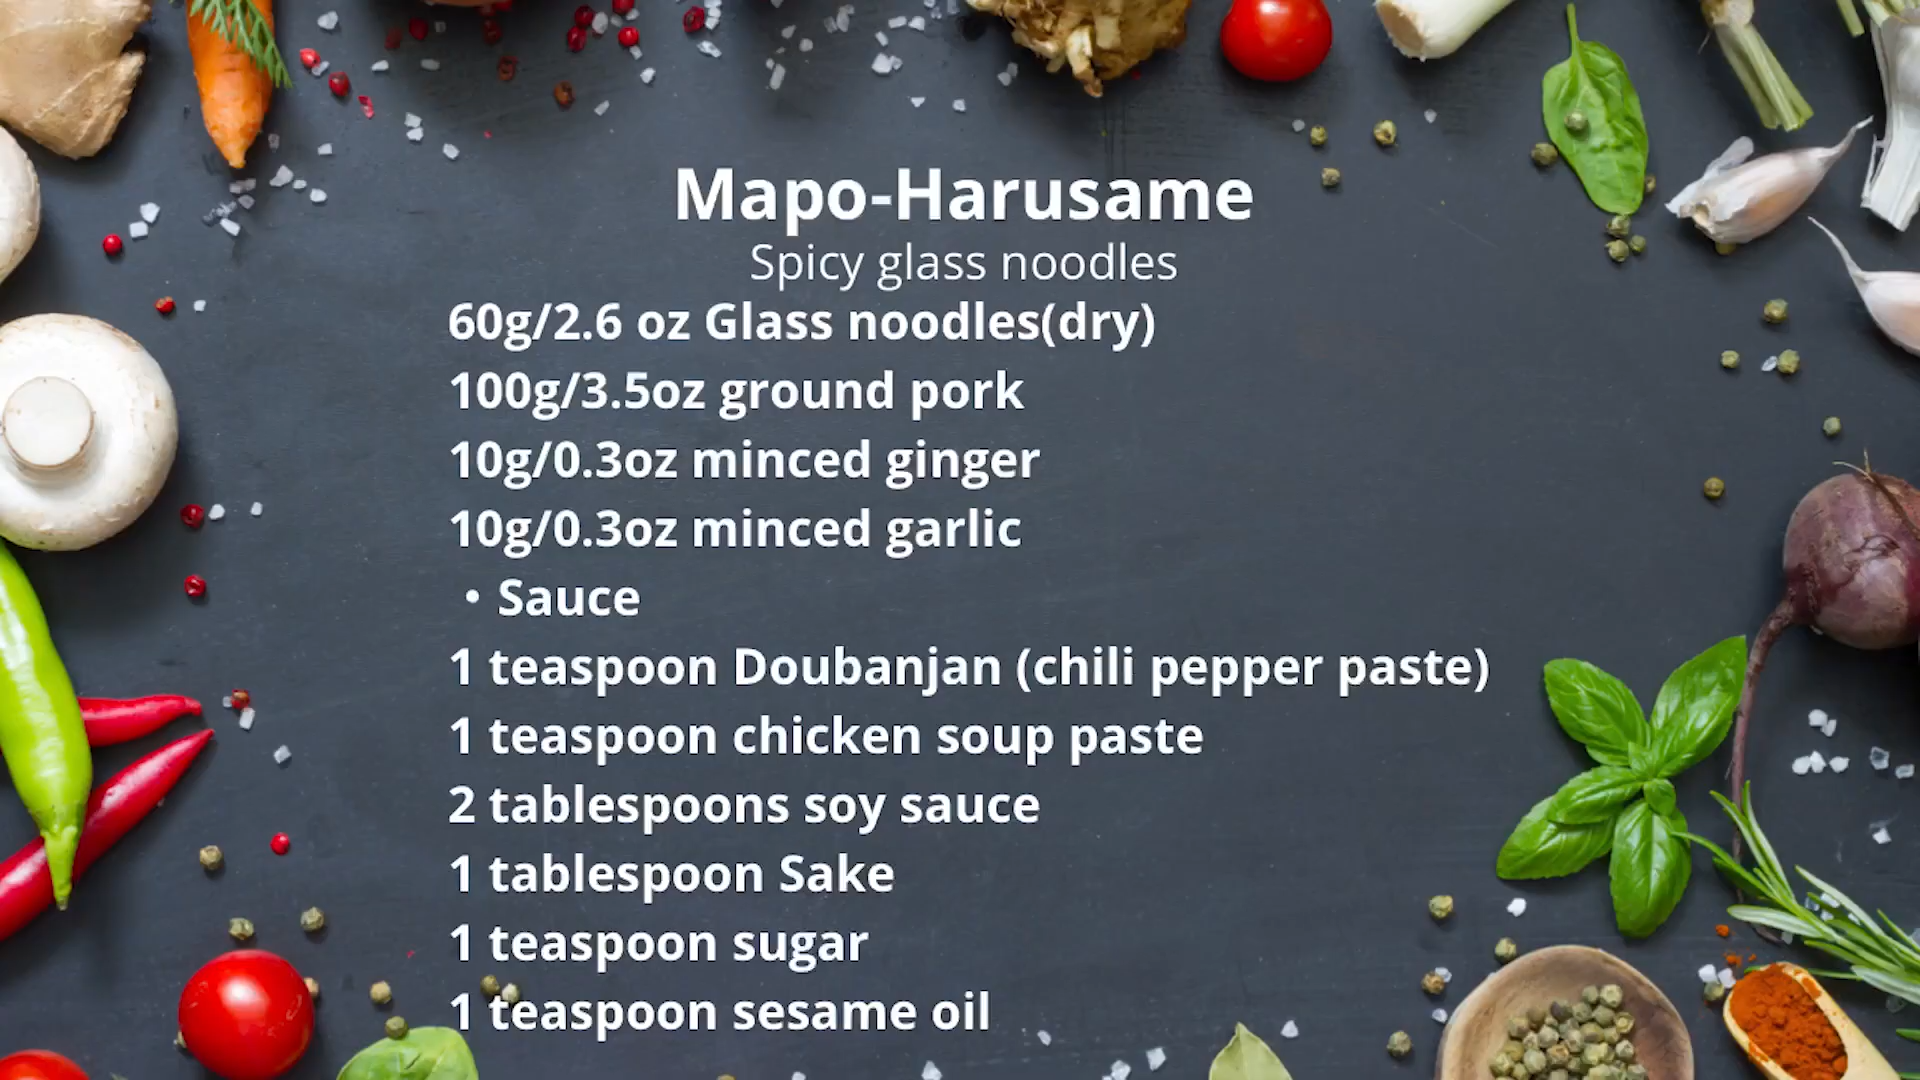 Mapo-Harusame
Spicy glass noodles
60g/2.6 oz Glass noodles(dry)
100g/3.5oz ground pork
10g/0.3oz minced ginger
10g/0.3oz minced garlic
• Sauce
1 teaspoon Doubanjan (chili pepper paste)
1 teaspoon chicken soup paste
2 tablespoons soy sauce
1 tablespoon Sake
1 teaspoon sugar
1 teaspoon sesame oil